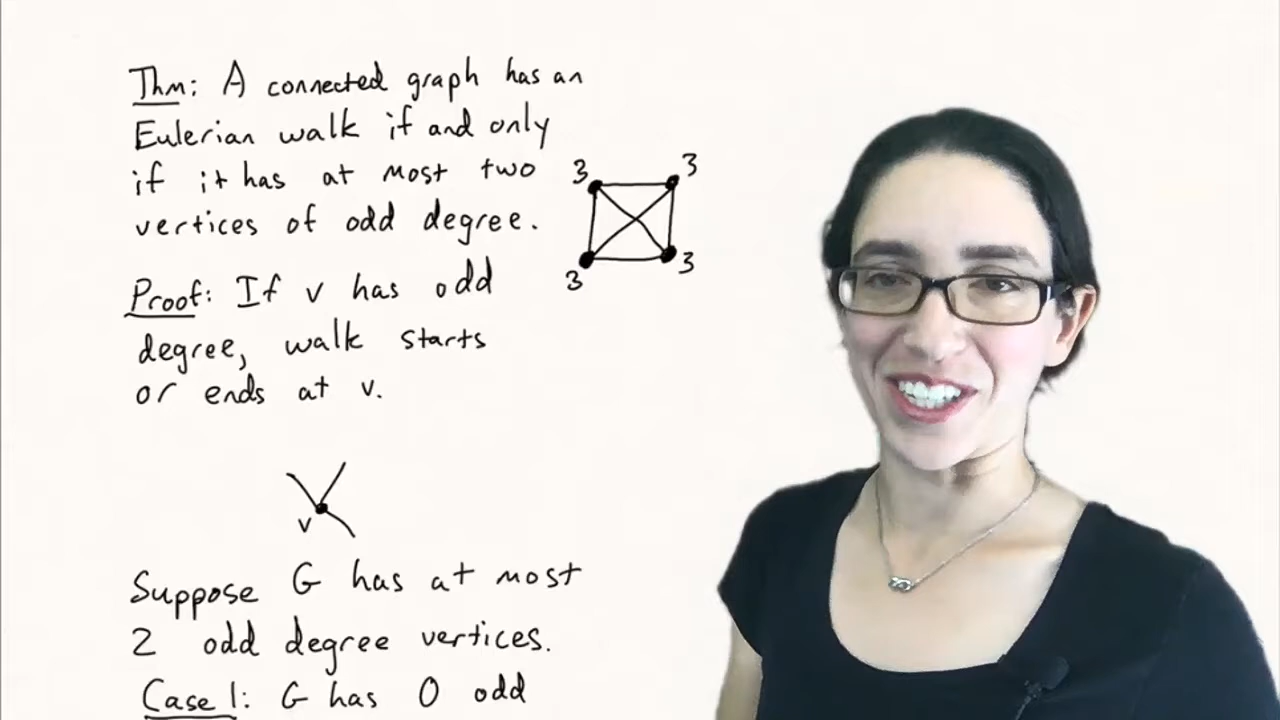 Thm: A connected graph has an
Eulerian walk if and only
if it has at most two
vertices of odd degree.
3 3
3 3
Proof: If v has odd
degree, walk starts
or ends at v.
v
Suppose G has at most
2 odd degree vertices.
Case 1: G has 0 odd